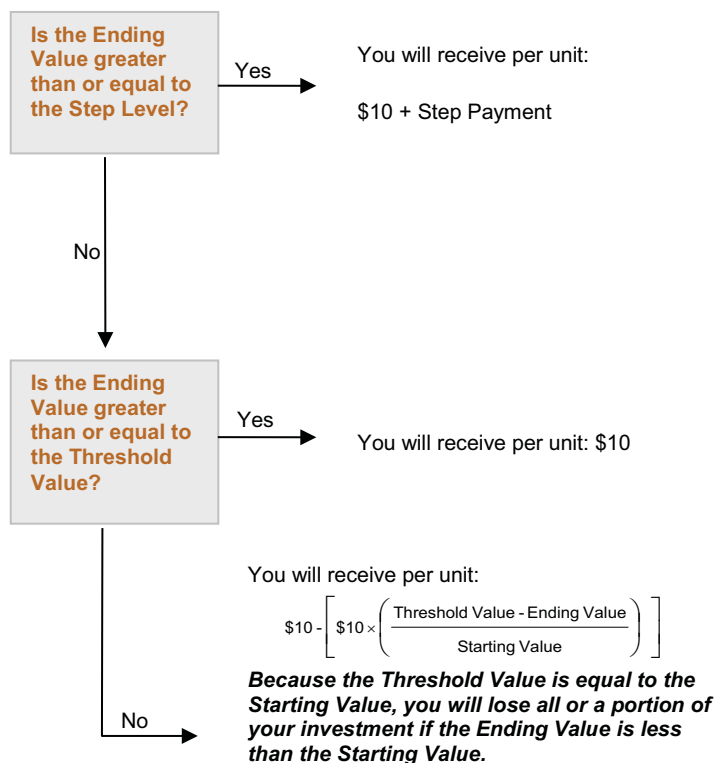 Is the Ending
Value greater
than or equal to
the Step Level?
Yes
You will receive per unit:
$10 + Step Payment
No
Is the Ending
Value greater
than or equal to
the Threshold
Value?
Yes
You will receive per unit: $10
No
You will receive per unit:
$10 - [ $10 × ( Threshold Value - Ending Value / Starting Value ) ]
Because the Threshold Value is equal to the
Starting Value, you will lose all or a portion of
your investment if the Ending Value is less
than the Starting Value.